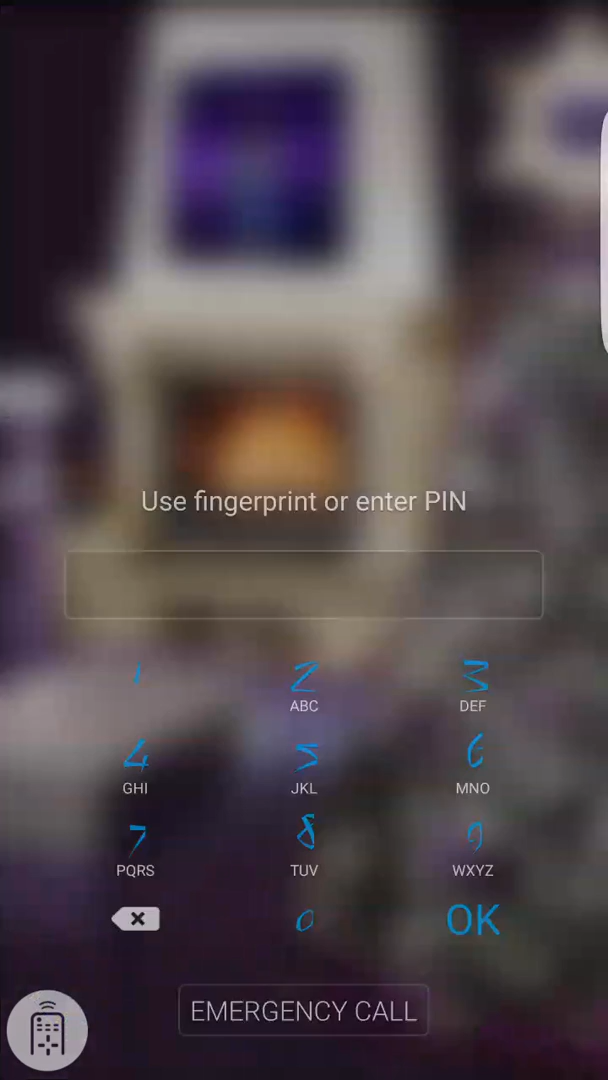 Use fingerprint or enter PIN
1 2 3
ABC DEF
4 5 6
GHI JKL MNO
7 8 9
PQRS TUV WXYZ
0 OK
EMERGENCY CALL